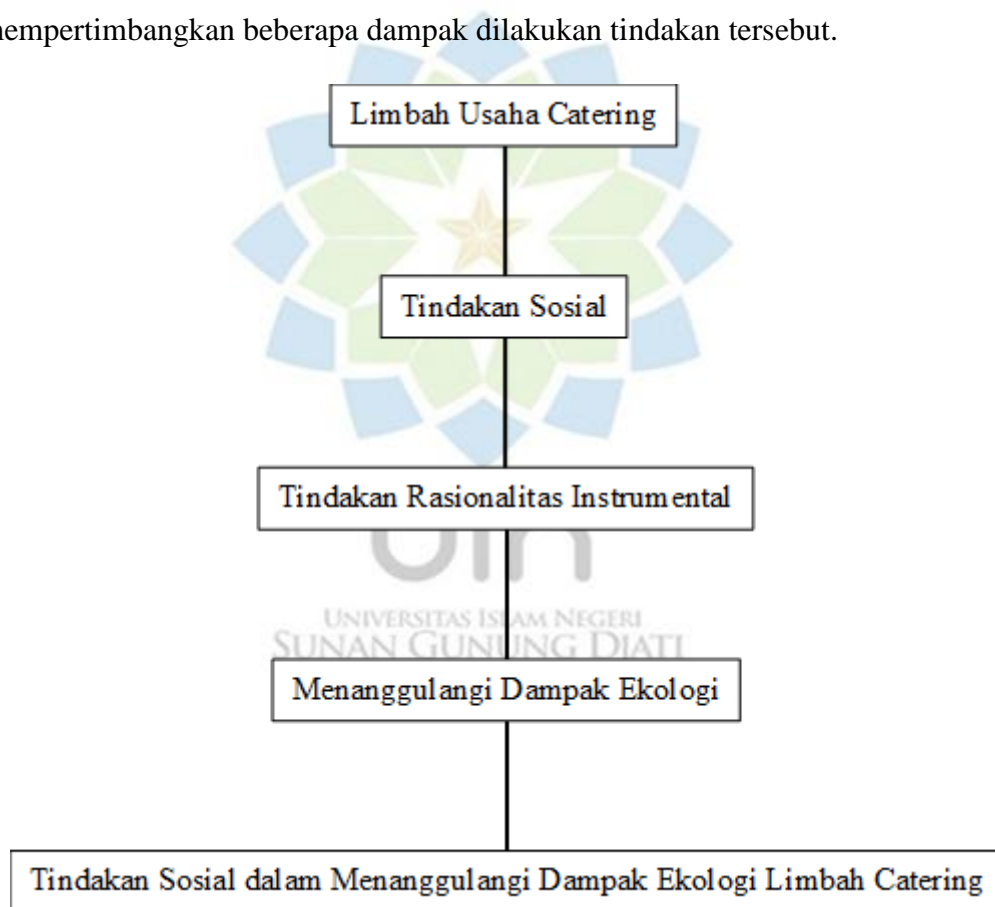 mempertimbangkan beberapa dampak dilakukan tindakan tersebut.
Limbah Usaha Catering
Tindakan Sosial
Tindakan Rasionalitas Instrumental
uin
UNIVERSITAS ISLAM NEGERI
SUNAN GUNUNG DJATI
Menanggulangi Dampak Ekologi
Tindakan Sosial dalam Menanggulangi Dampak Ekologi Limbah Catering